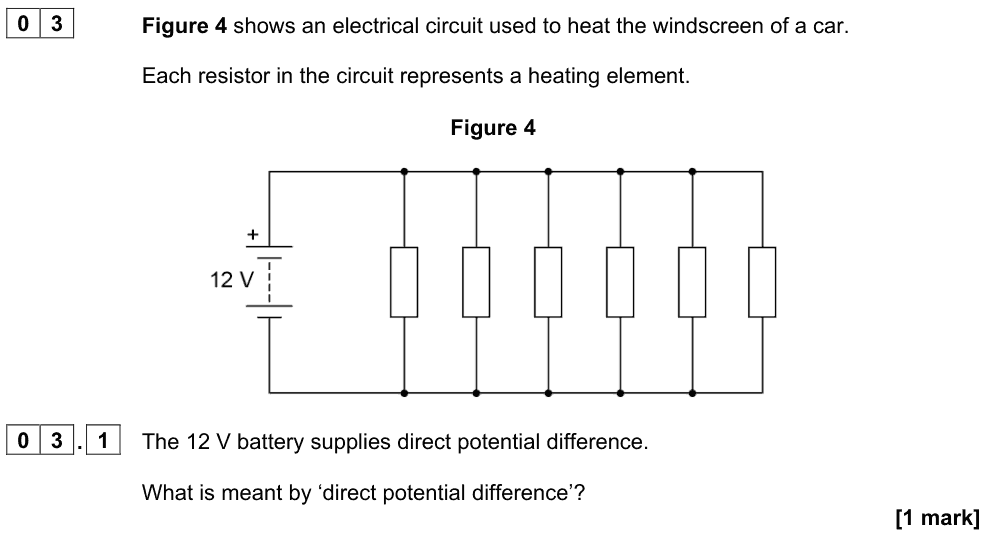 0 3 Figure 4 shows an electrical circuit used to heat the windscreen of a car.
Each resistor in the circuit represents a heating element.
Figure 4
+
12 V
0 3 . 1 The 12 V battery supplies direct potential difference.
What is meant by ‘direct potential difference’?
[1 mark]